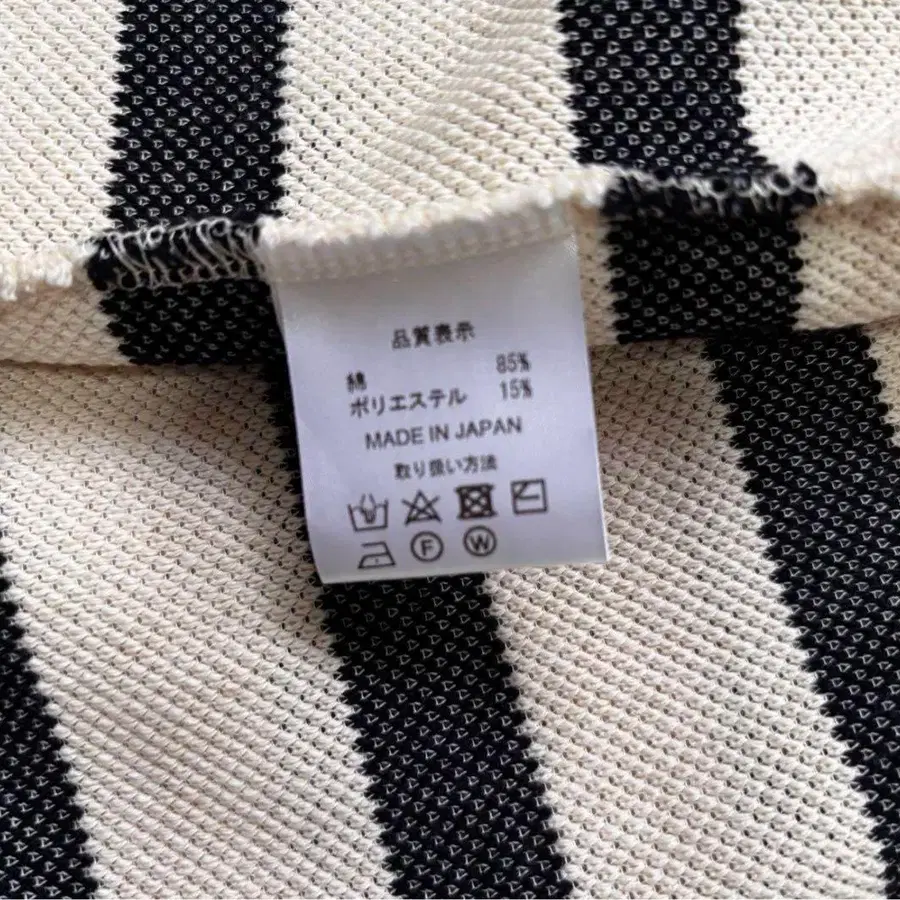 品質表示
綿 85%
ポリエステル 15%
MADE IN JAPAN
取り扱い方法
F W